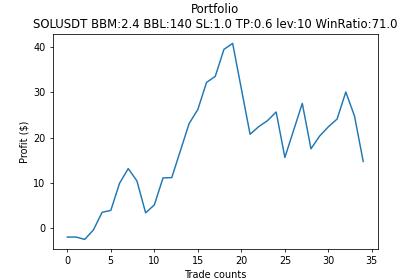 Portfolio
SOLUSDT BBM:2.4 BBL:140 SL:1.0 TP:0.6 lev:10 WinRatio:71.0
40
30
20
10
0
Profit ($)
0 5 10 15 20 25 30 35
Trade counts